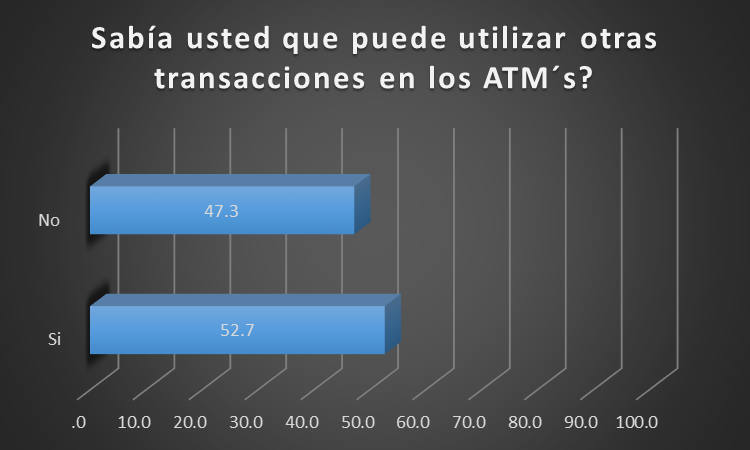 Sabía usted que puede utilizar otras
transacciones en los ATM´s?
No
47.3
Si
52.7
.0 10.0 20.0 30.0 40.0 50.0 60.0 70.0 80.0 90.0 100.0